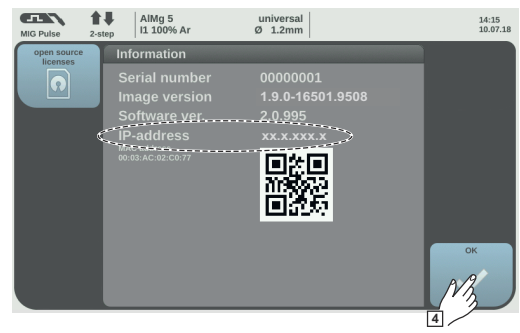 MIG Pulse
2-step
AlMg 5
I1 100% Ar
universal
Ø 1.2mm
14:15
10.07.18
open source
licenses
Information
Serial number 00000001
Image version 1.9.0-16501.9508
Software ver. 2.0.995
IP-address xx.x.xxx.x
00:03:AC:02:C0:77
OK
4